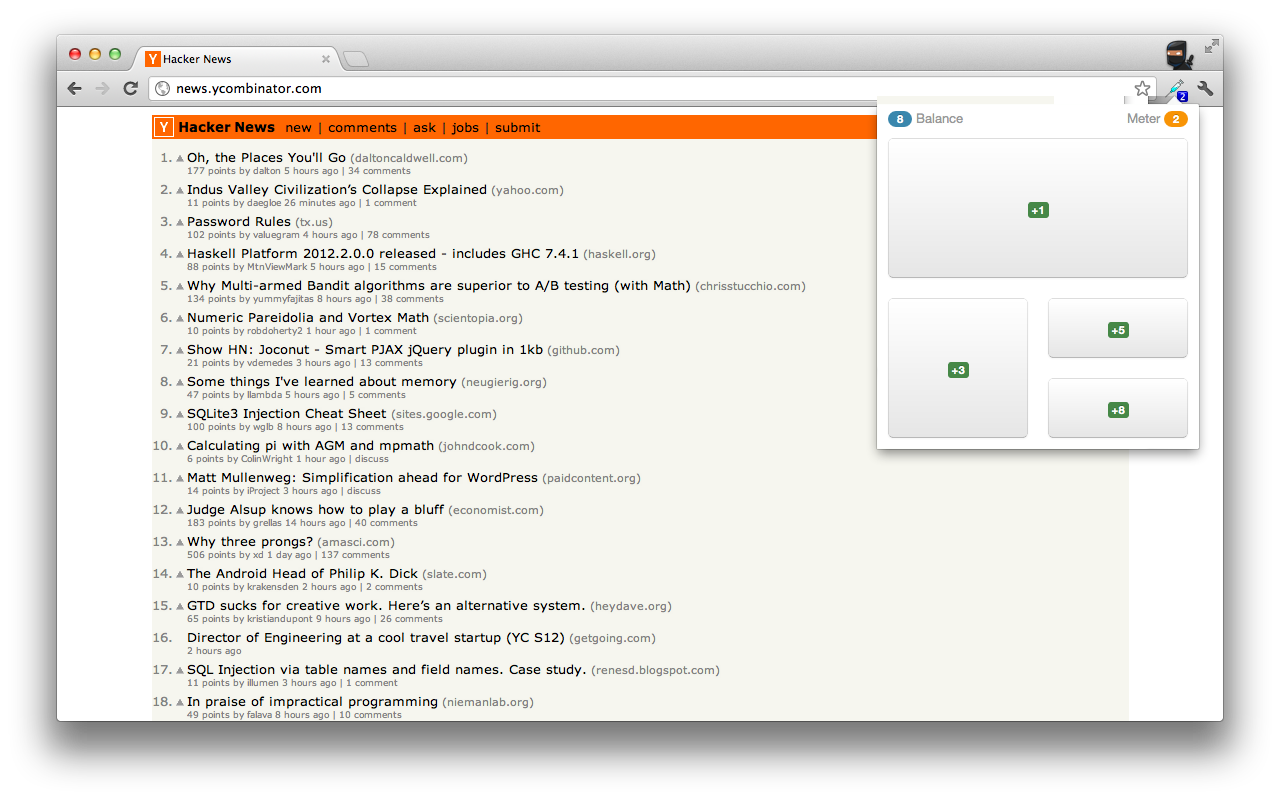 Y Hacker News
news.ycombinator.com
2
Y Hacker News new | comments | ask | jobs | submit
8 Balance Meter 2
+1
+3
+5
+8
1. Oh, the Places You'll Go (daltoncaldwell.com)
177 points by dalton 5 hours ago | 34 comments
2. Indus Valley Civilization’s Collapse Explained (yahoo.com)
11 points by daegloe 26 minutes ago | 1 comment
3. Password Rules (tx.us)
102 points by valuegram 4 hours ago | 78 comments
4. Haskell Platform 2012.2.0.0 released - includes GHC 7.4.1 (haskell.org)
88 points by MtnViewMark 5 hours ago | 15 comments
5. Why Multi-armed Bandit algorithms are superior to A/B testing (with Math) (chrisstucchio.com)
134 points by yummyfajitas 8 hours ago | 38 comments
6. Numeric Pareidolia and Vortex Math (scientopia.org)
10 points by robdoherty2 1 hour ago | 1 comment
7. Show HN: Joconut - Smart PJAX jQuery plugin in 1kb (github.com)
21 points by vdemedes 3 hours ago | 13 comments
8. Some things I've learned about memory (neugierig.org)
47 points by llambda 5 hours ago | 5 comments
9. SQLite3 Injection Cheat Sheet (sites.google.com)
100 points by wglb 8 hours ago | 13 comments
10. Calculating pi with AGM and mpmath (johndcook.com)
6 points by ColinWright 1 hour ago | discuss
11. Matt Mullenweg: Simplification ahead for WordPress (paidcontent.org)
14 points by iProject 3 hours ago | discuss
12. Judge Alsup knows how to play a bluff (economist.com)
183 points by grellas 14 hours ago | 40 comments
13. Why three prongs? (amasci.com)
506 points by xd 1 day ago | 137 comments
14. The Android Head of Philip K. Dick (slate.com)
10 points by krakensden 2 hours ago | 2 comments
15. GTD sucks for creative work. Here’s an alternative system. (heydave.org)
65 points by kristiandupont 9 hours ago | 26 comments
16. Director of Engineering at a cool travel startup (YC S12) (getgoing.com)
2 hours ago
17. SQL Injection via table names and field names. Case study. (renesd.blogspot.com)
11 points by illumen 3 hours ago | 1 comment
18. In praise of impractical programming (niemanlab.org)
49 points by falava 8 hours ago | 10 comments